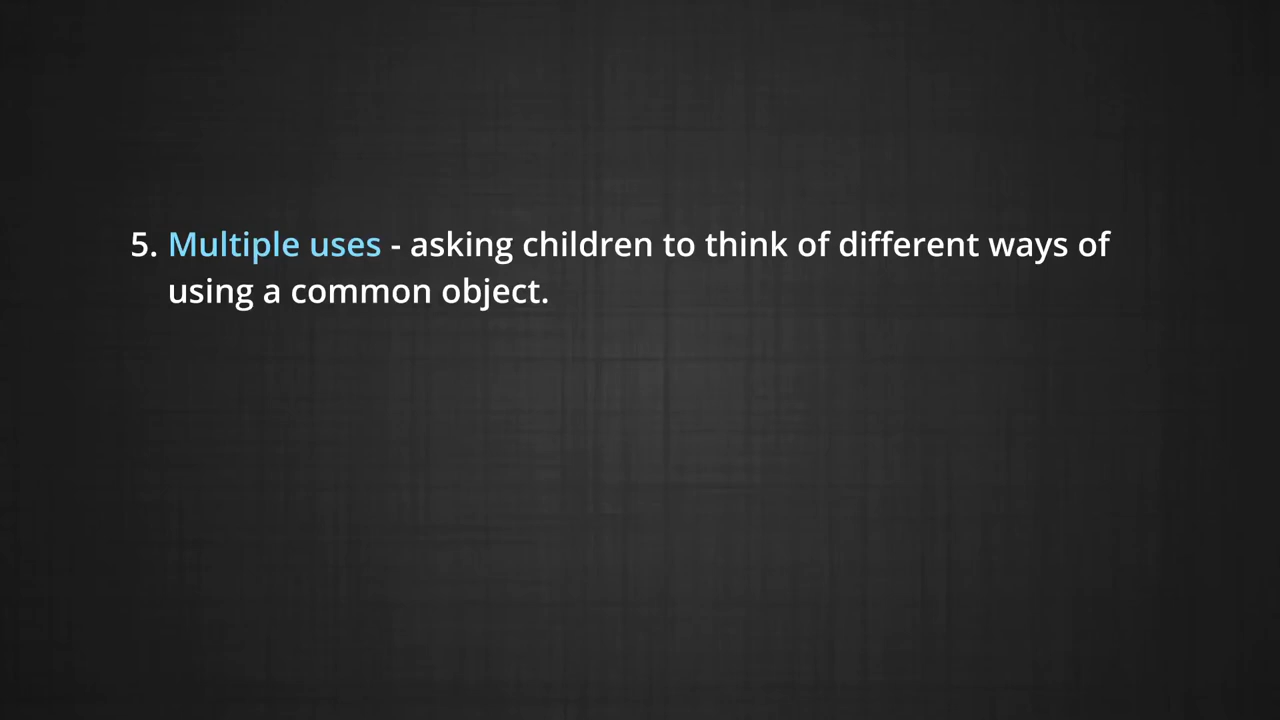 5. Multiple uses - asking children to think of different ways of
using a common object.